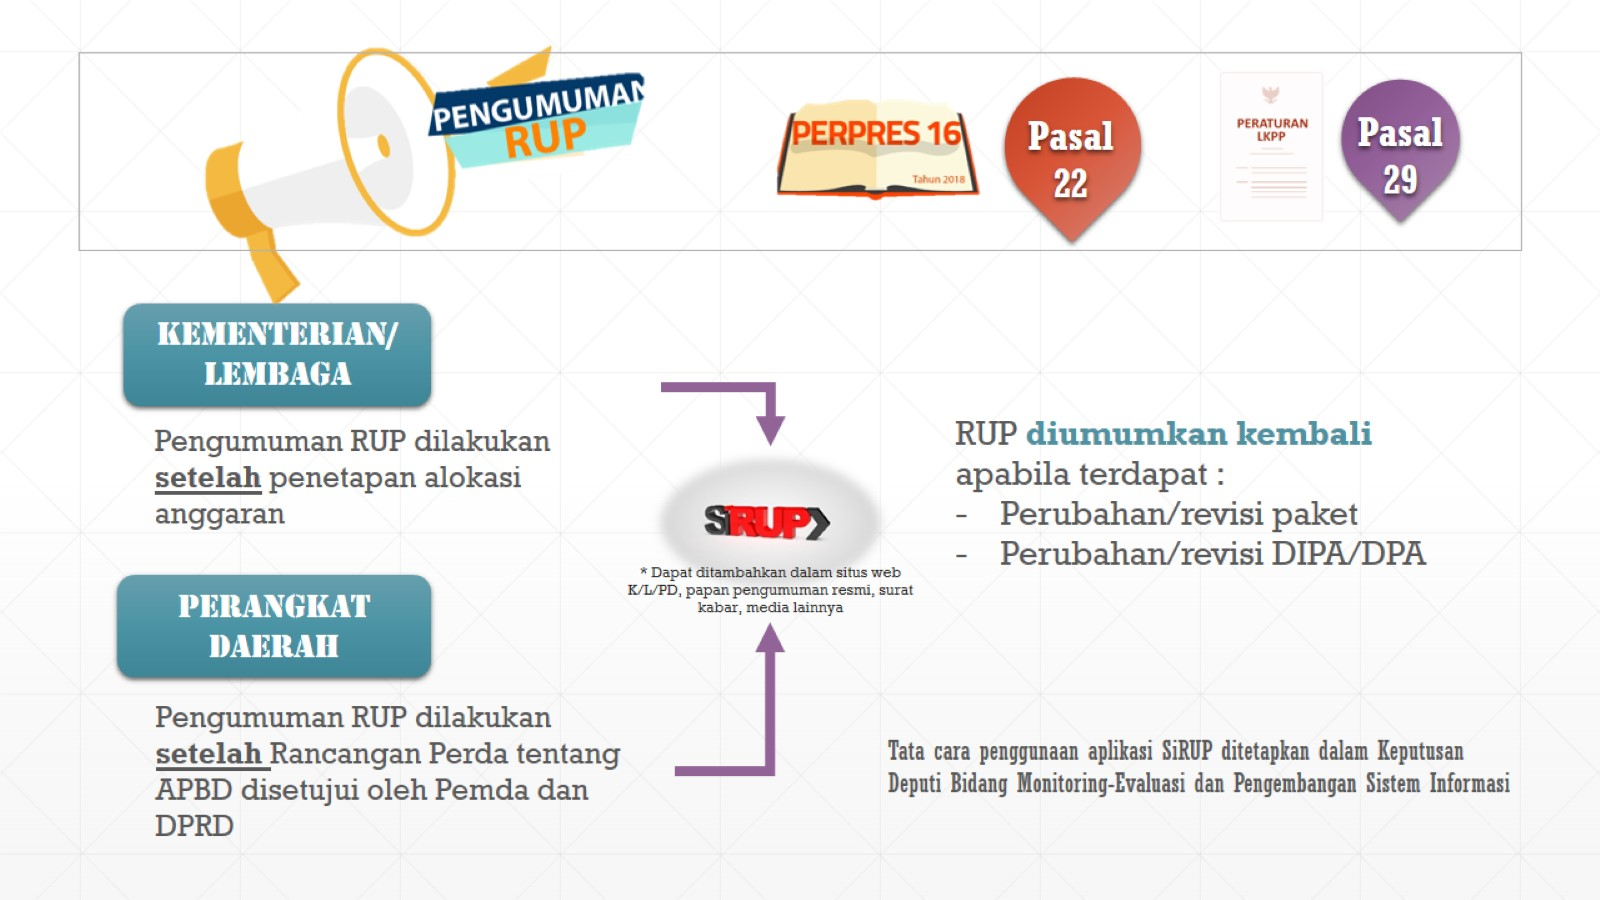 PENGUMUMAN
RUP
PERPRES 16
Tahun 2018
Pasal
22
PERATURAN
LKPP
Pasal
29
KEMENTERIAN/
LEMBAGA
Pengumuman RUP dilakukan
setelah penetapan alokasi
anggaran
PERANGKAT
DAERAH
Pengumuman RUP dilakukan
setelah Rancangan Perda tentang
APBD disetujui oleh Pemda dan
DPRD
SiRUP
* Dapat ditambahkan dalam situs web
K/L/PD, papan pengumuman resmi, surat
kabar, media lainnya
RUP diumumkan kembali
apabila terdapat :
- Perubahan/revisi paket
- Perubahan/revisi DIPA/DPA
Tata cara penggunaan aplikasi SiRUP ditetapkan dalam Keputusan
Deputi Bidang Monitoring-Evaluasi dan Pengembangan Sistem Informasi